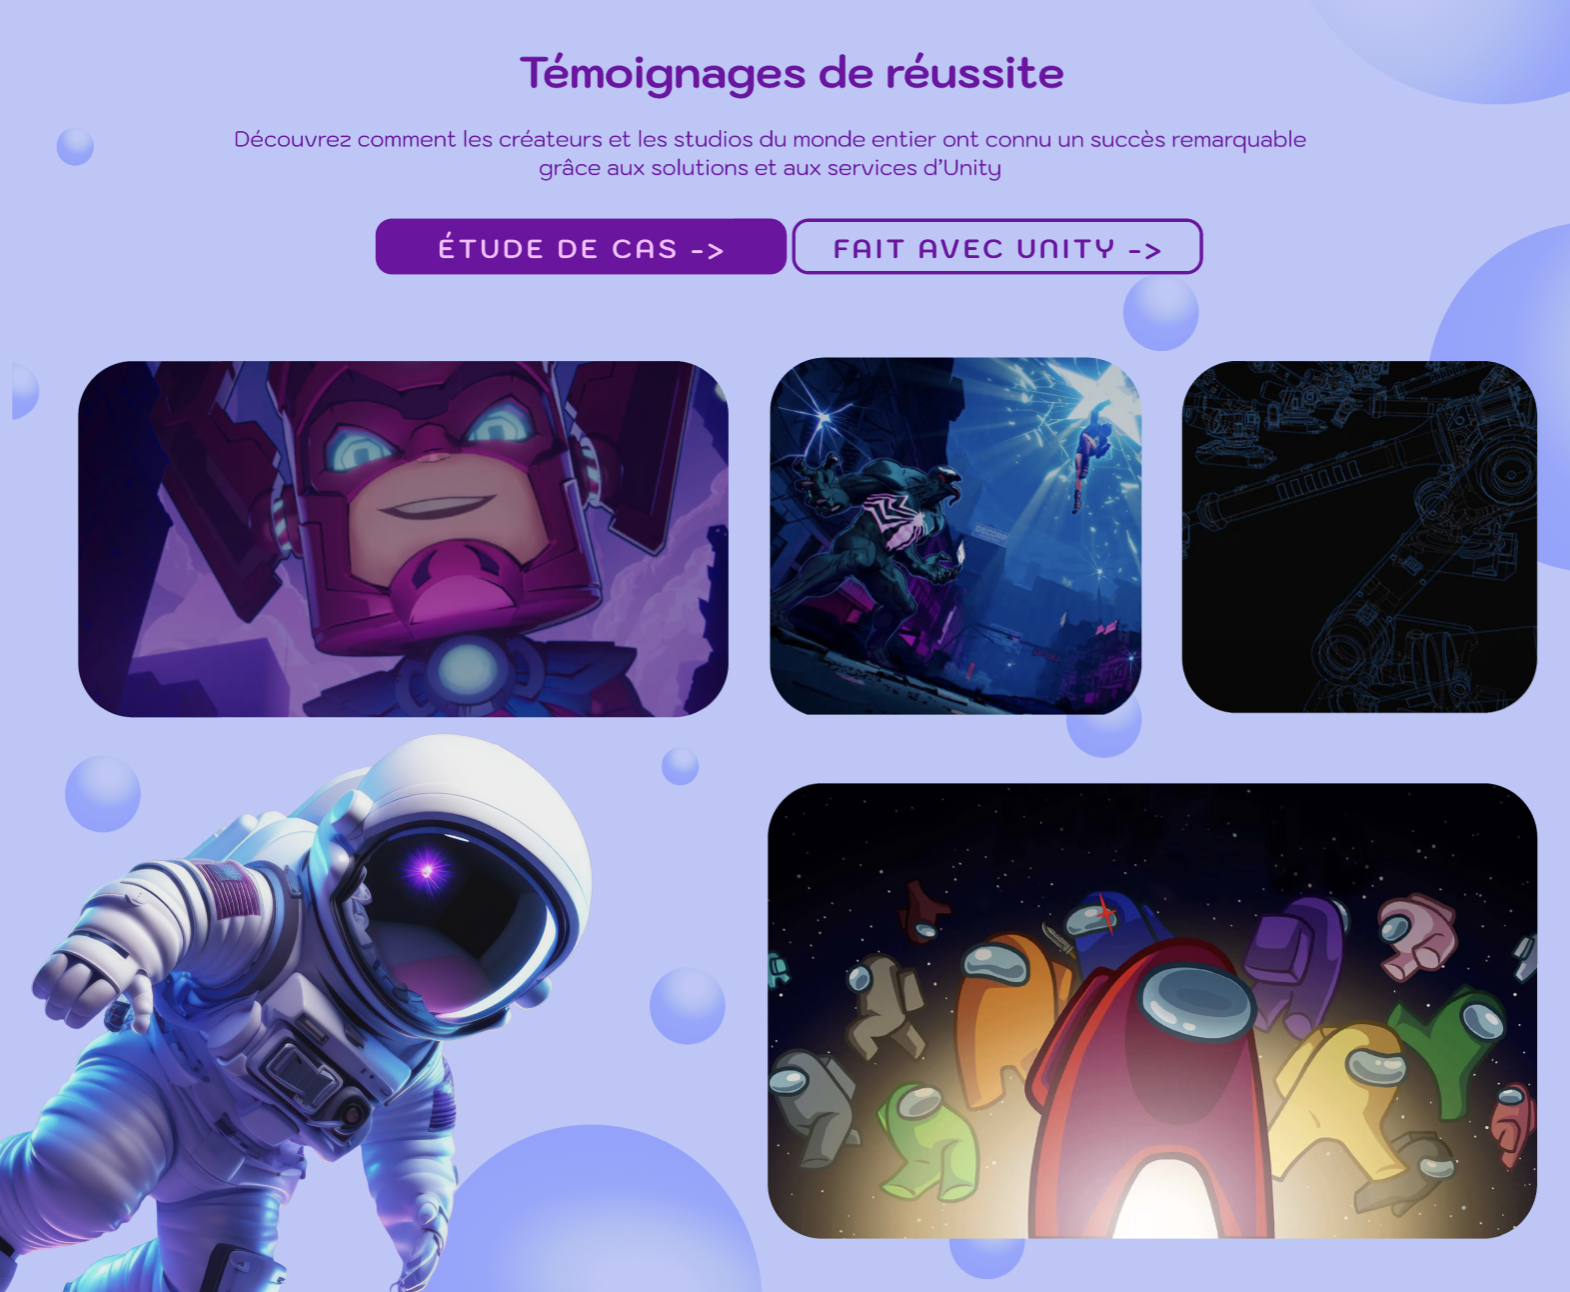 Témoignages de réussite
Découvrez comment les créateurs et les studios du monde entier ont connu un succès remarquable
grâce aux solutions et aux services d’Unity
ÉTUDE DE CAS ->
FAIT AVEC UNITY ->